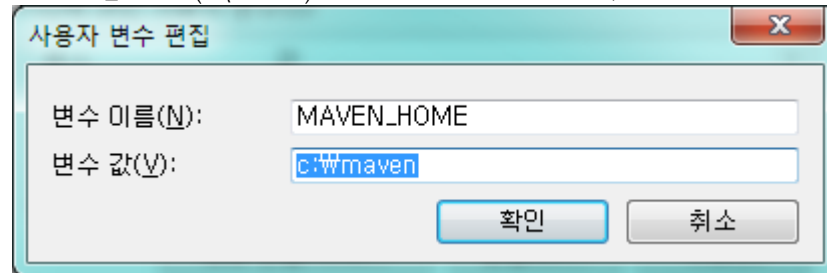 사용자 변수 편집
변수 이름(N):
MAVEN_HOME
변수 값(V):
c:₩maven
확인
취소